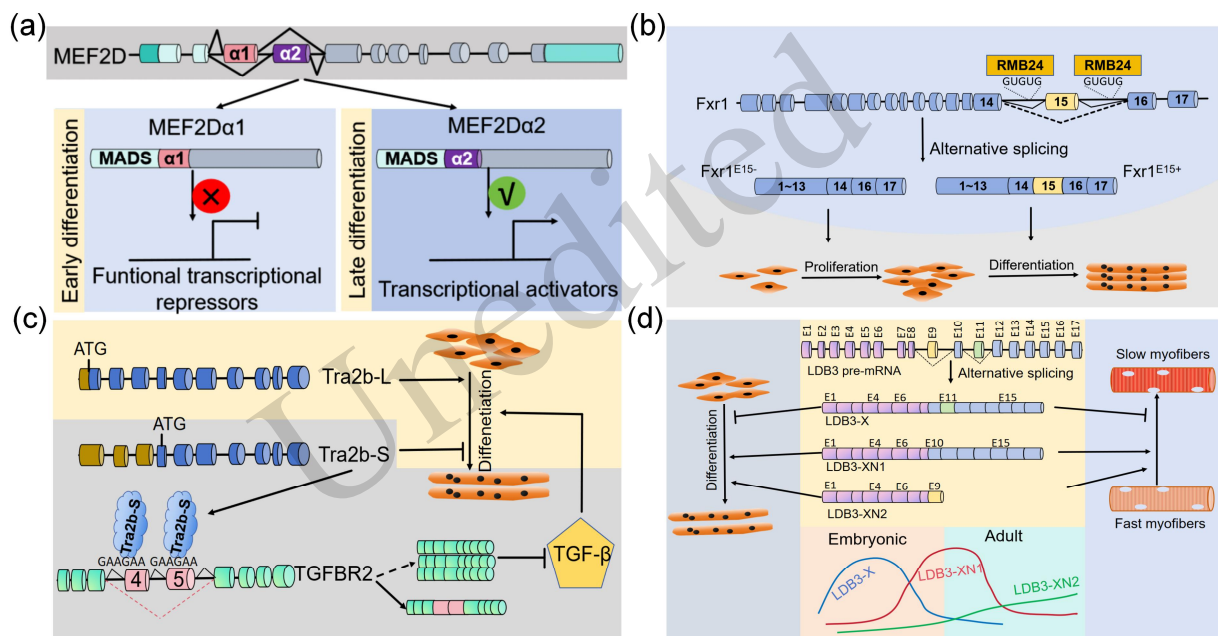 (a)
MEF2D
α1
α2
Early differentiation
MEF2Dα1
MADS
α1
Funtional transcriptional
repressors
Late differentiation
MEF2Dα2
MADS
α2
√
Transcriptional activators
(b)
RMB24
RMB24
GUGUG
GUGUG
Fxr1
14
15
16
17
Alternative splicing
Fxr1E15-
Fxr1E15+
1~13
14
16
17
1~13
14
15
16
17
Proliferation
Differentiation
(c)
ATG
Tra2b-L
ATG
Tra2b-S
Diffenetiation
Tra2b-S
Tra2b-S
GAAGAA
GAAGAA
4
5
TGFBR2
TGF-β
(d)
E1
E2
E3
E4
E5
E6
E7
E8
E9
E10
E11
E12
E13
E14
E15
E16
E17
LDB3 pre-mRNA
Alternative splicing
Differentiation
E1
E4
E6
E11
E15
LDB3-X
E1
E4
E6
E10
E15
LDB3-XN1
E1
E4
E6
E9
LDB3-XN2
Slow myofibers
Fast myofibers
Embryonic
Adult
LDB3-X
LDB3-XN1
LDB3-XN2
Unedited